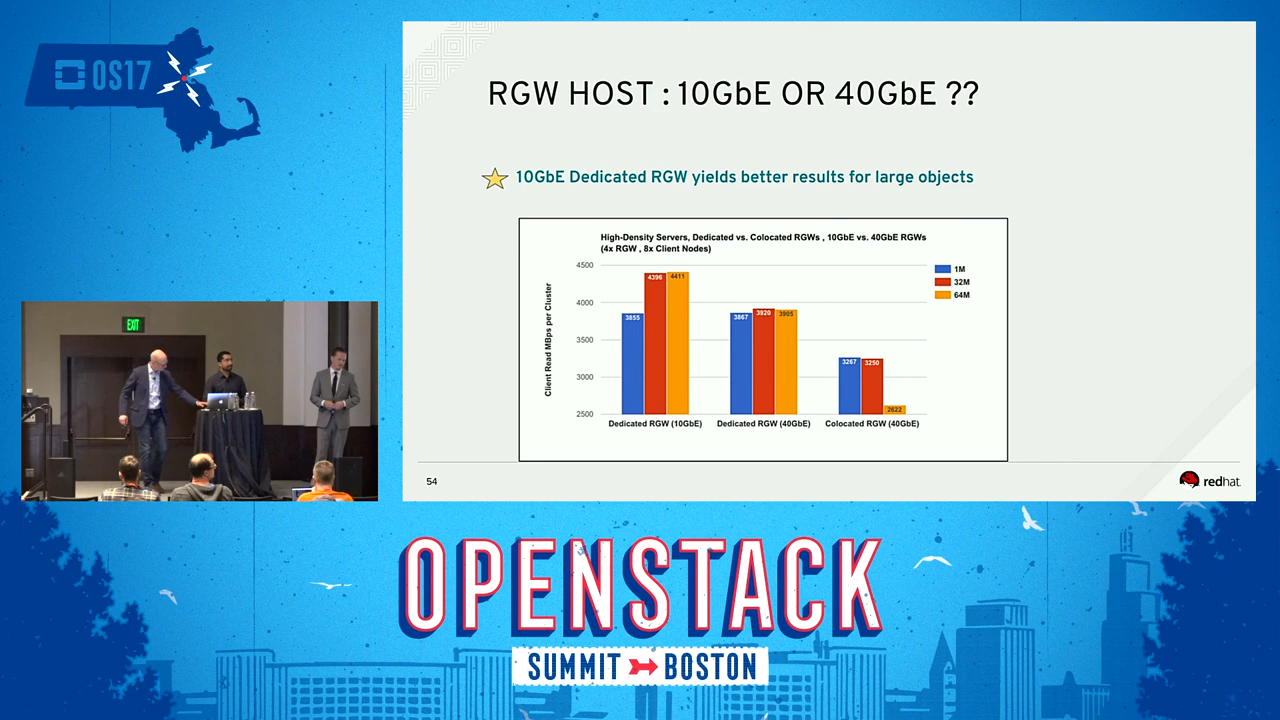 OS17
RGW HOST : 10GbE OR 40GbE ??
10GbE Dedicated RGW yields better results for large objects
High-Density Servers, Dedicated vs. Colocated RGWs , 10GbE vs. 40GbE RGWs
(4x RGW , 8x Client Nodes)
Client Read MBps per Cluster
4500
4000
3500
3000
2500
3855
4396
4411
3867
3920
3905
3267
3250
2622
Dedicated RGW (10GbE)
Dedicated RGW (40GbE)
Colocated RGW (40GbE)
1M
32M
64M
54
redhat.
EXIT
OPENSTACK
SUMMIT BOSTON